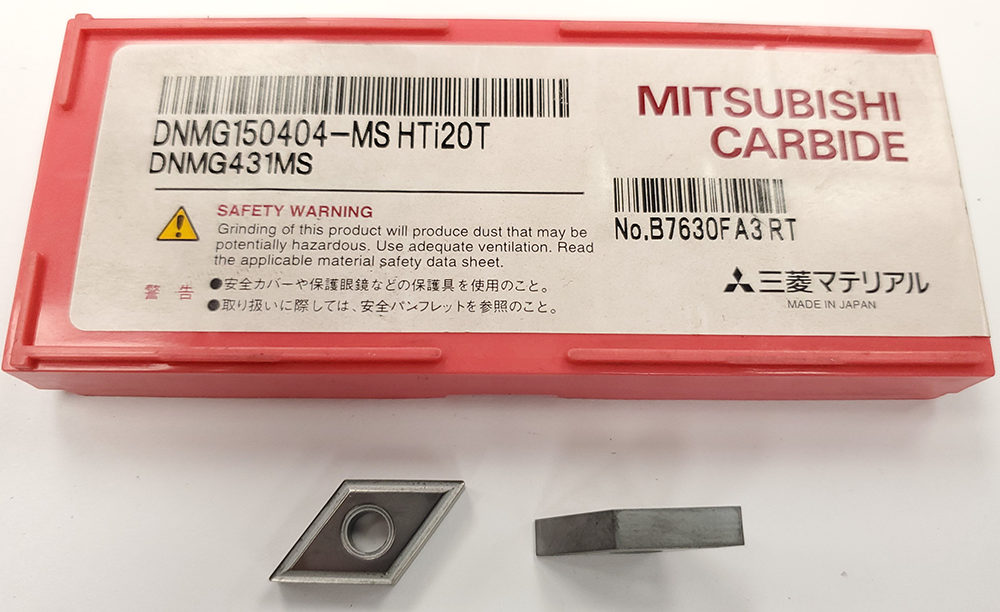 DNMG150404-MS HTi20T
DNMG431MS
MITSUBISHI
CARBIDE
SAFETY WARNING
Grinding of this product will produce dust that may be
potentially hazardous. Use adequate ventilation. Read
the applicable material safety data sheet.
No.B7630FA3 RT
警告
●安全カバーや保護眼鏡などの保護具を使用のこと。
●取り扱いに際しては、安全パンフレットを参照のこと。
三菱マテリアル
MADE IN JAPAN